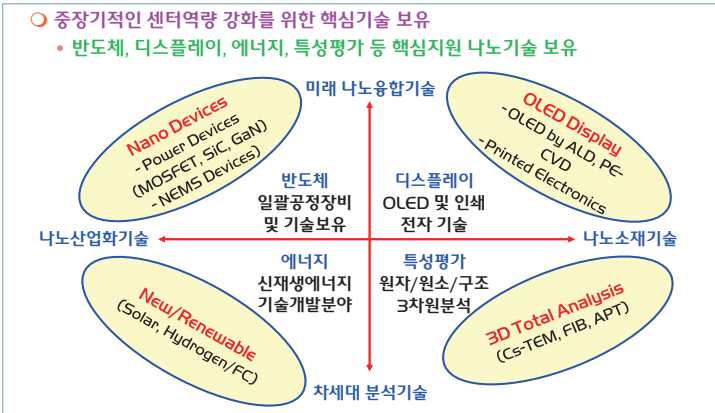 중장기적인 센터역량 강화를 위한 핵심기술 보유
• 반도체, 디스플레이, 에너지, 특성평가 등 핵심지원 나노기술 보유
미래 나노융합기술
Nano Devices
- Power Devices
(MOSFET, SiC, GaN)
- NEMS Devices)
OLED Display
-OLED by ALD, PE-
CVD
-Printed Electronics
반도체
일괄공정장비
및 기술보유
디스플레이
OLED 및 인쇄
전자 기술
나노산업화기술
나노소재기술
에너지
신재생에너지
기술개발분야
특성평가
원자/원소/구조
3차원분석
New/Renewable
(Solar, Hydrogen/FC)
3D Total Analysis
(Cs-TEM, FIB, APT)
차세대 분석기술